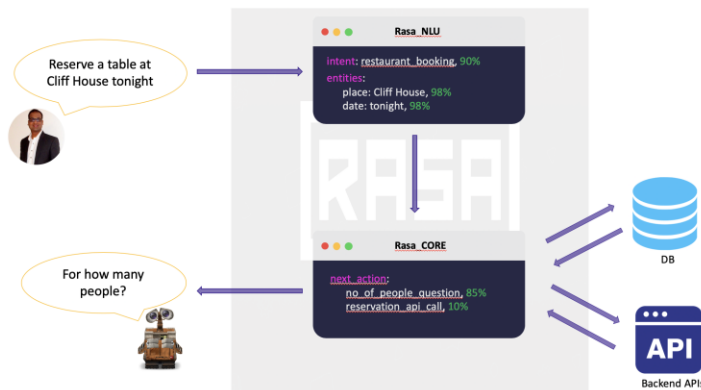 Reserve a table at
Cliff House tonight
Rasa_NLU
intent: restaurant_booking, 90%
entities:
place: Cliff House, 98%
date: tonight, 98%
RASA
Rasa_CORE
next_action:
no_of_people_question, 85%
reservation_api_call, 10%
For how many
people?
DB
API
Backend APIs